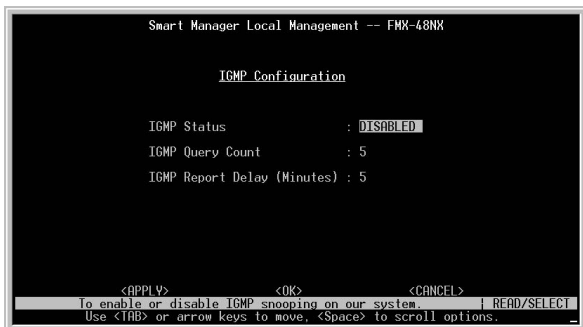 Smart Manager Local Management -- FMX-48NX
IGMP Configuration
IGMP Status : DISABLED
IGMP Query Count : 5
IGMP Report Delay (Minutes) : 5
<APPLY> <OK> <CANCEL>
To enable or disable IGMP snooping on our system. | READ/SELECT
Use <TAB> or arrow keys to move, <Space> to scroll options.